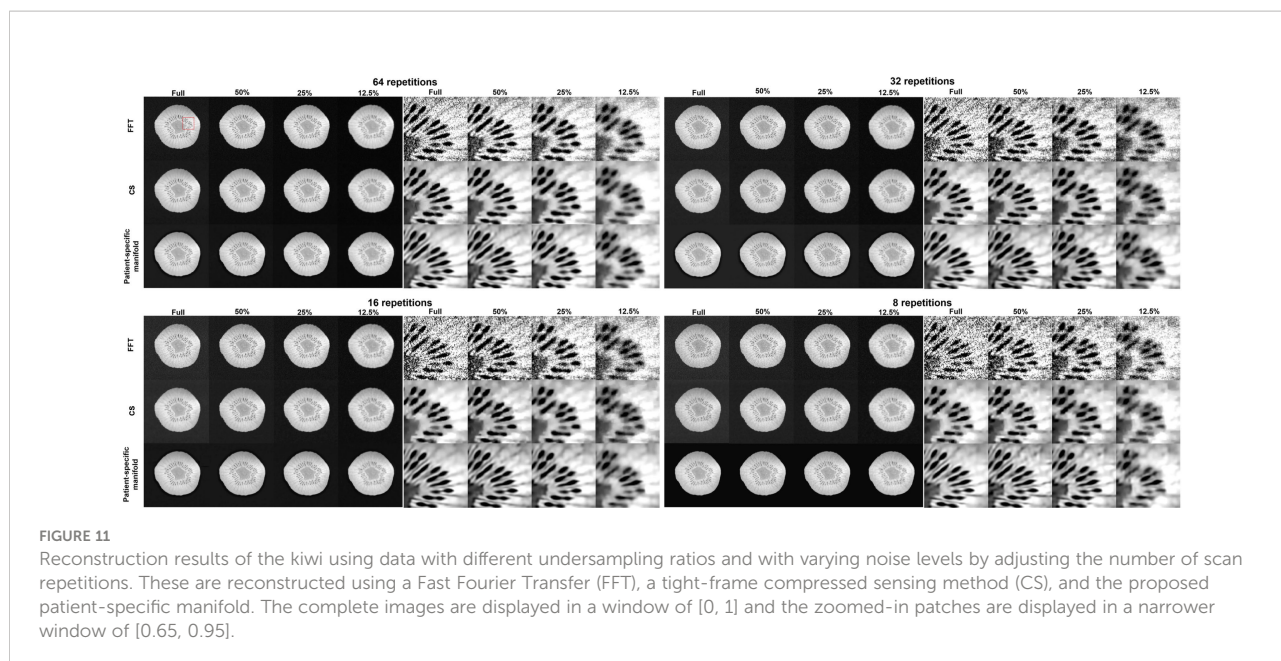 64 repetitions
Full 50% 25% 12.5% Full 50% 25% 12.5%
FFT
CS
Patient-specific
manifold
32 repetitions
Full 50% 25% 12.5% Full 50% 25% 12.5%
16 repetitions
Full 50% 25% 12.5% Full 50% 25% 12.5%
FFT
CS
Patient-specific
manifold
8 repetitions
Full 50% 25% 12.5% Full 50% 25% 12.5%
FFT
CS
Patient-specific
manifold
FFT
CS
Patient-specific
manifold
FIGURE 11
Reconstruction results of the kiwi using data with different undersampling ratios and with varying noise levels by adjusting the number of scan
repetitions. These are reconstructed using a Fast Fourier Transfer (FFT), a tight-frame compressed sensing method (CS), and the proposed
patient-specific manifold. The complete images are displayed in a window of [0, 1] and the zoomed-in patches are displayed in a narrower
window of [0.65, 0.95].